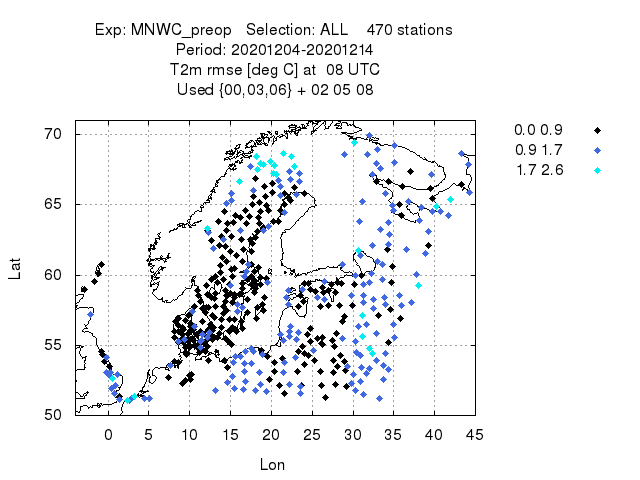 Exp: MNWC_preop Selection: ALL 470 stations
Period: 20201204-20201214
T2m rmse [deg C] at 08 UTC
Used {00,03,06} + 02 05 08
0.0 0.9
0.9 1.7
1.7 2.6
70
65
60
55
50
Lat
0 5 10 15 20 25 30 35 40 45
Lon